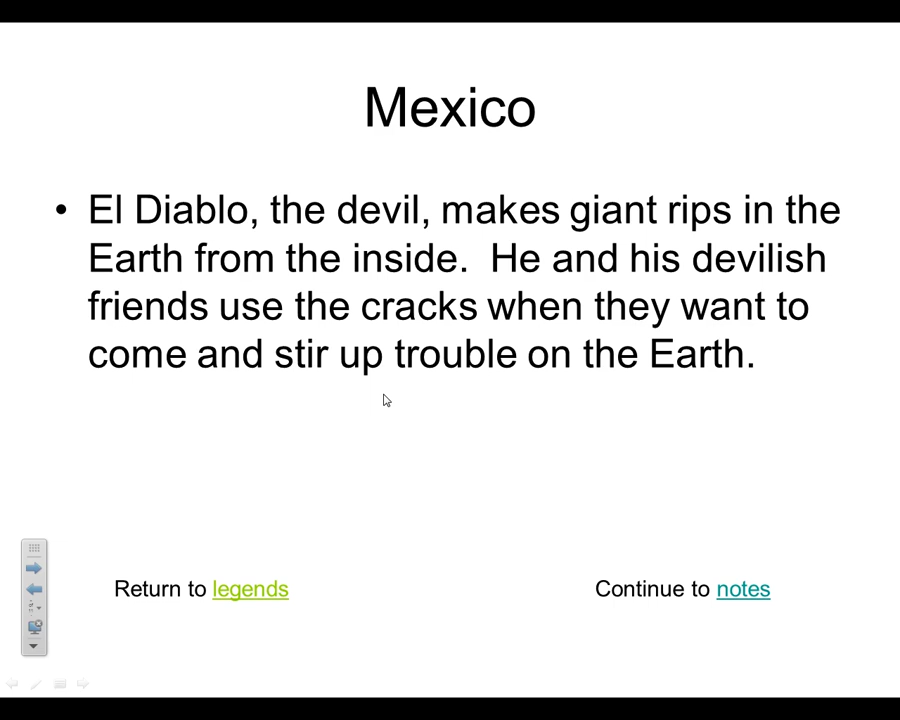 Mexico
• El Diablo, the devil, makes giant rips in the
Earth from the inside.  He and his devilish
friends use the cracks when they want to
come and stir up trouble on the Earth.
Return to legends
Continue to notes